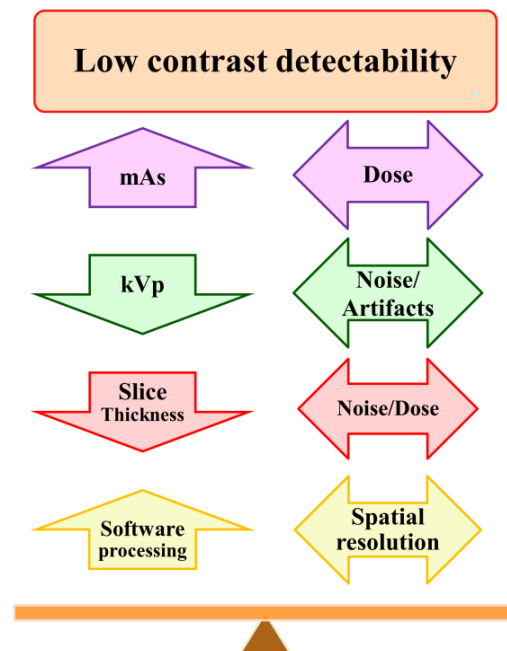 Low contrast detectability
mAs
Dose
kVp
Noise/
Artifacts
Slice
Thickness
Noise/Dose
Software
processing
Spatial
resolution